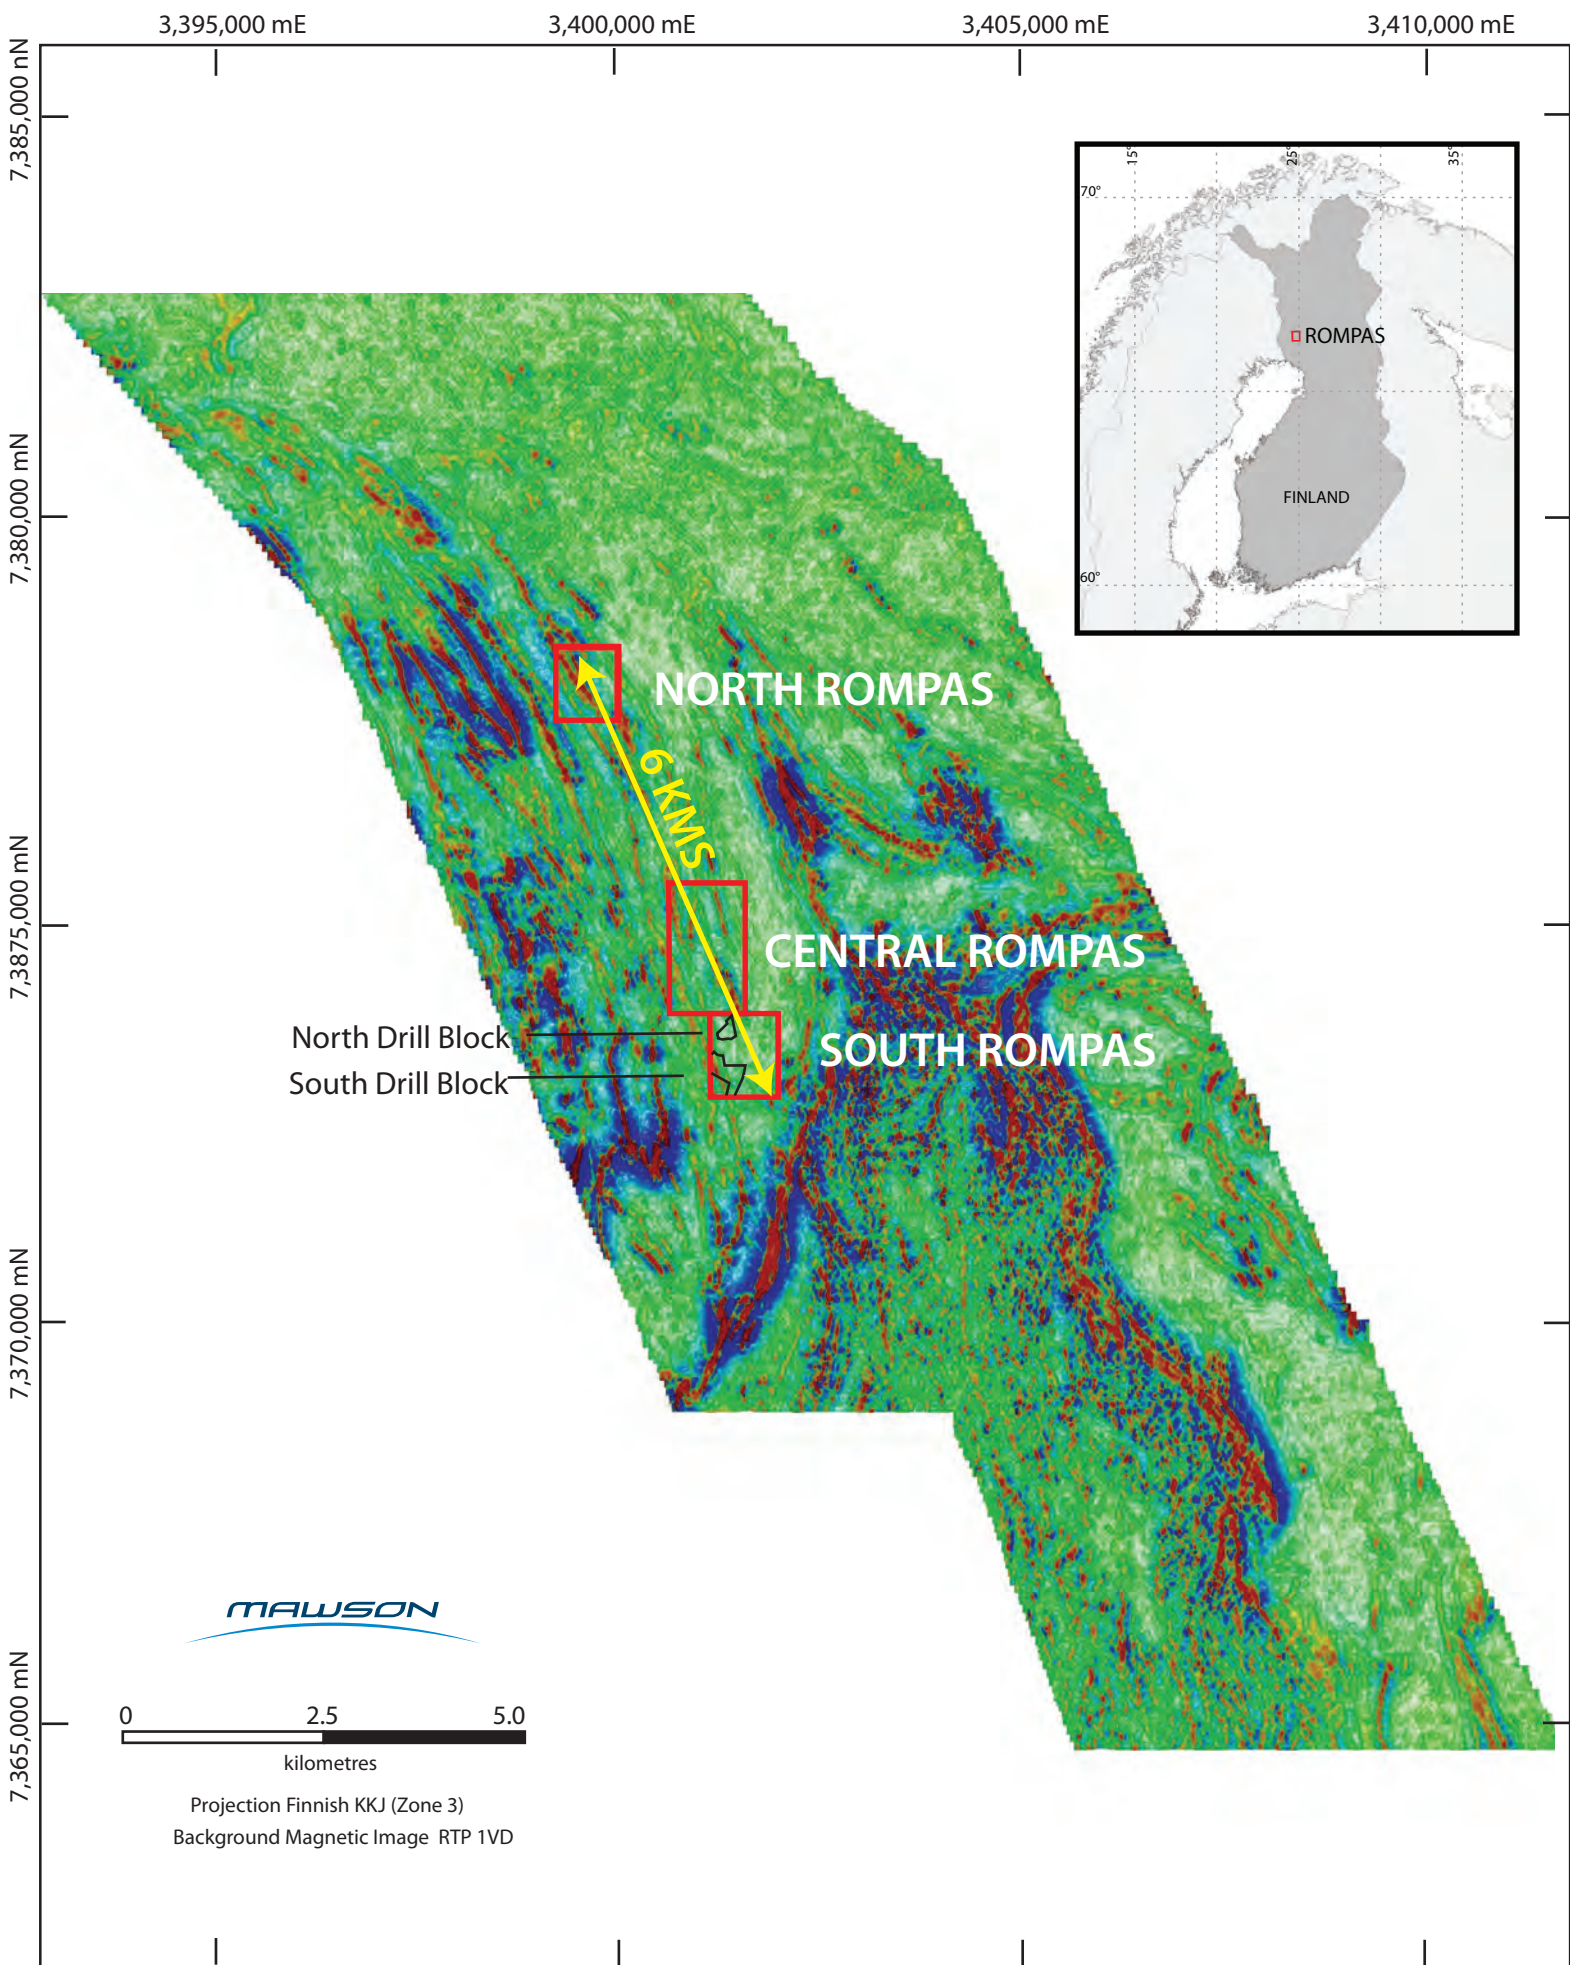 3,395,000 mE
3,400,000 mE
3,405,000 mE
3,410,000 mE
7,385,000 nN
7,380,000 mN
7,3875,000 mN
7,370,000 mN
7,365,000 mN
15°
25°
35°
70°
60°
ROMPAS
FINLAND
NORTH ROMPAS
6 KMS
CENTRAL ROMPAS
SOUTH ROMPAS
North Drill Block
South Drill Block
MAWSON
0 2.5 5.0
kilometres
Projection Finnish KKJ (Zone 3)
Background Magnetic Image RTP 1VD